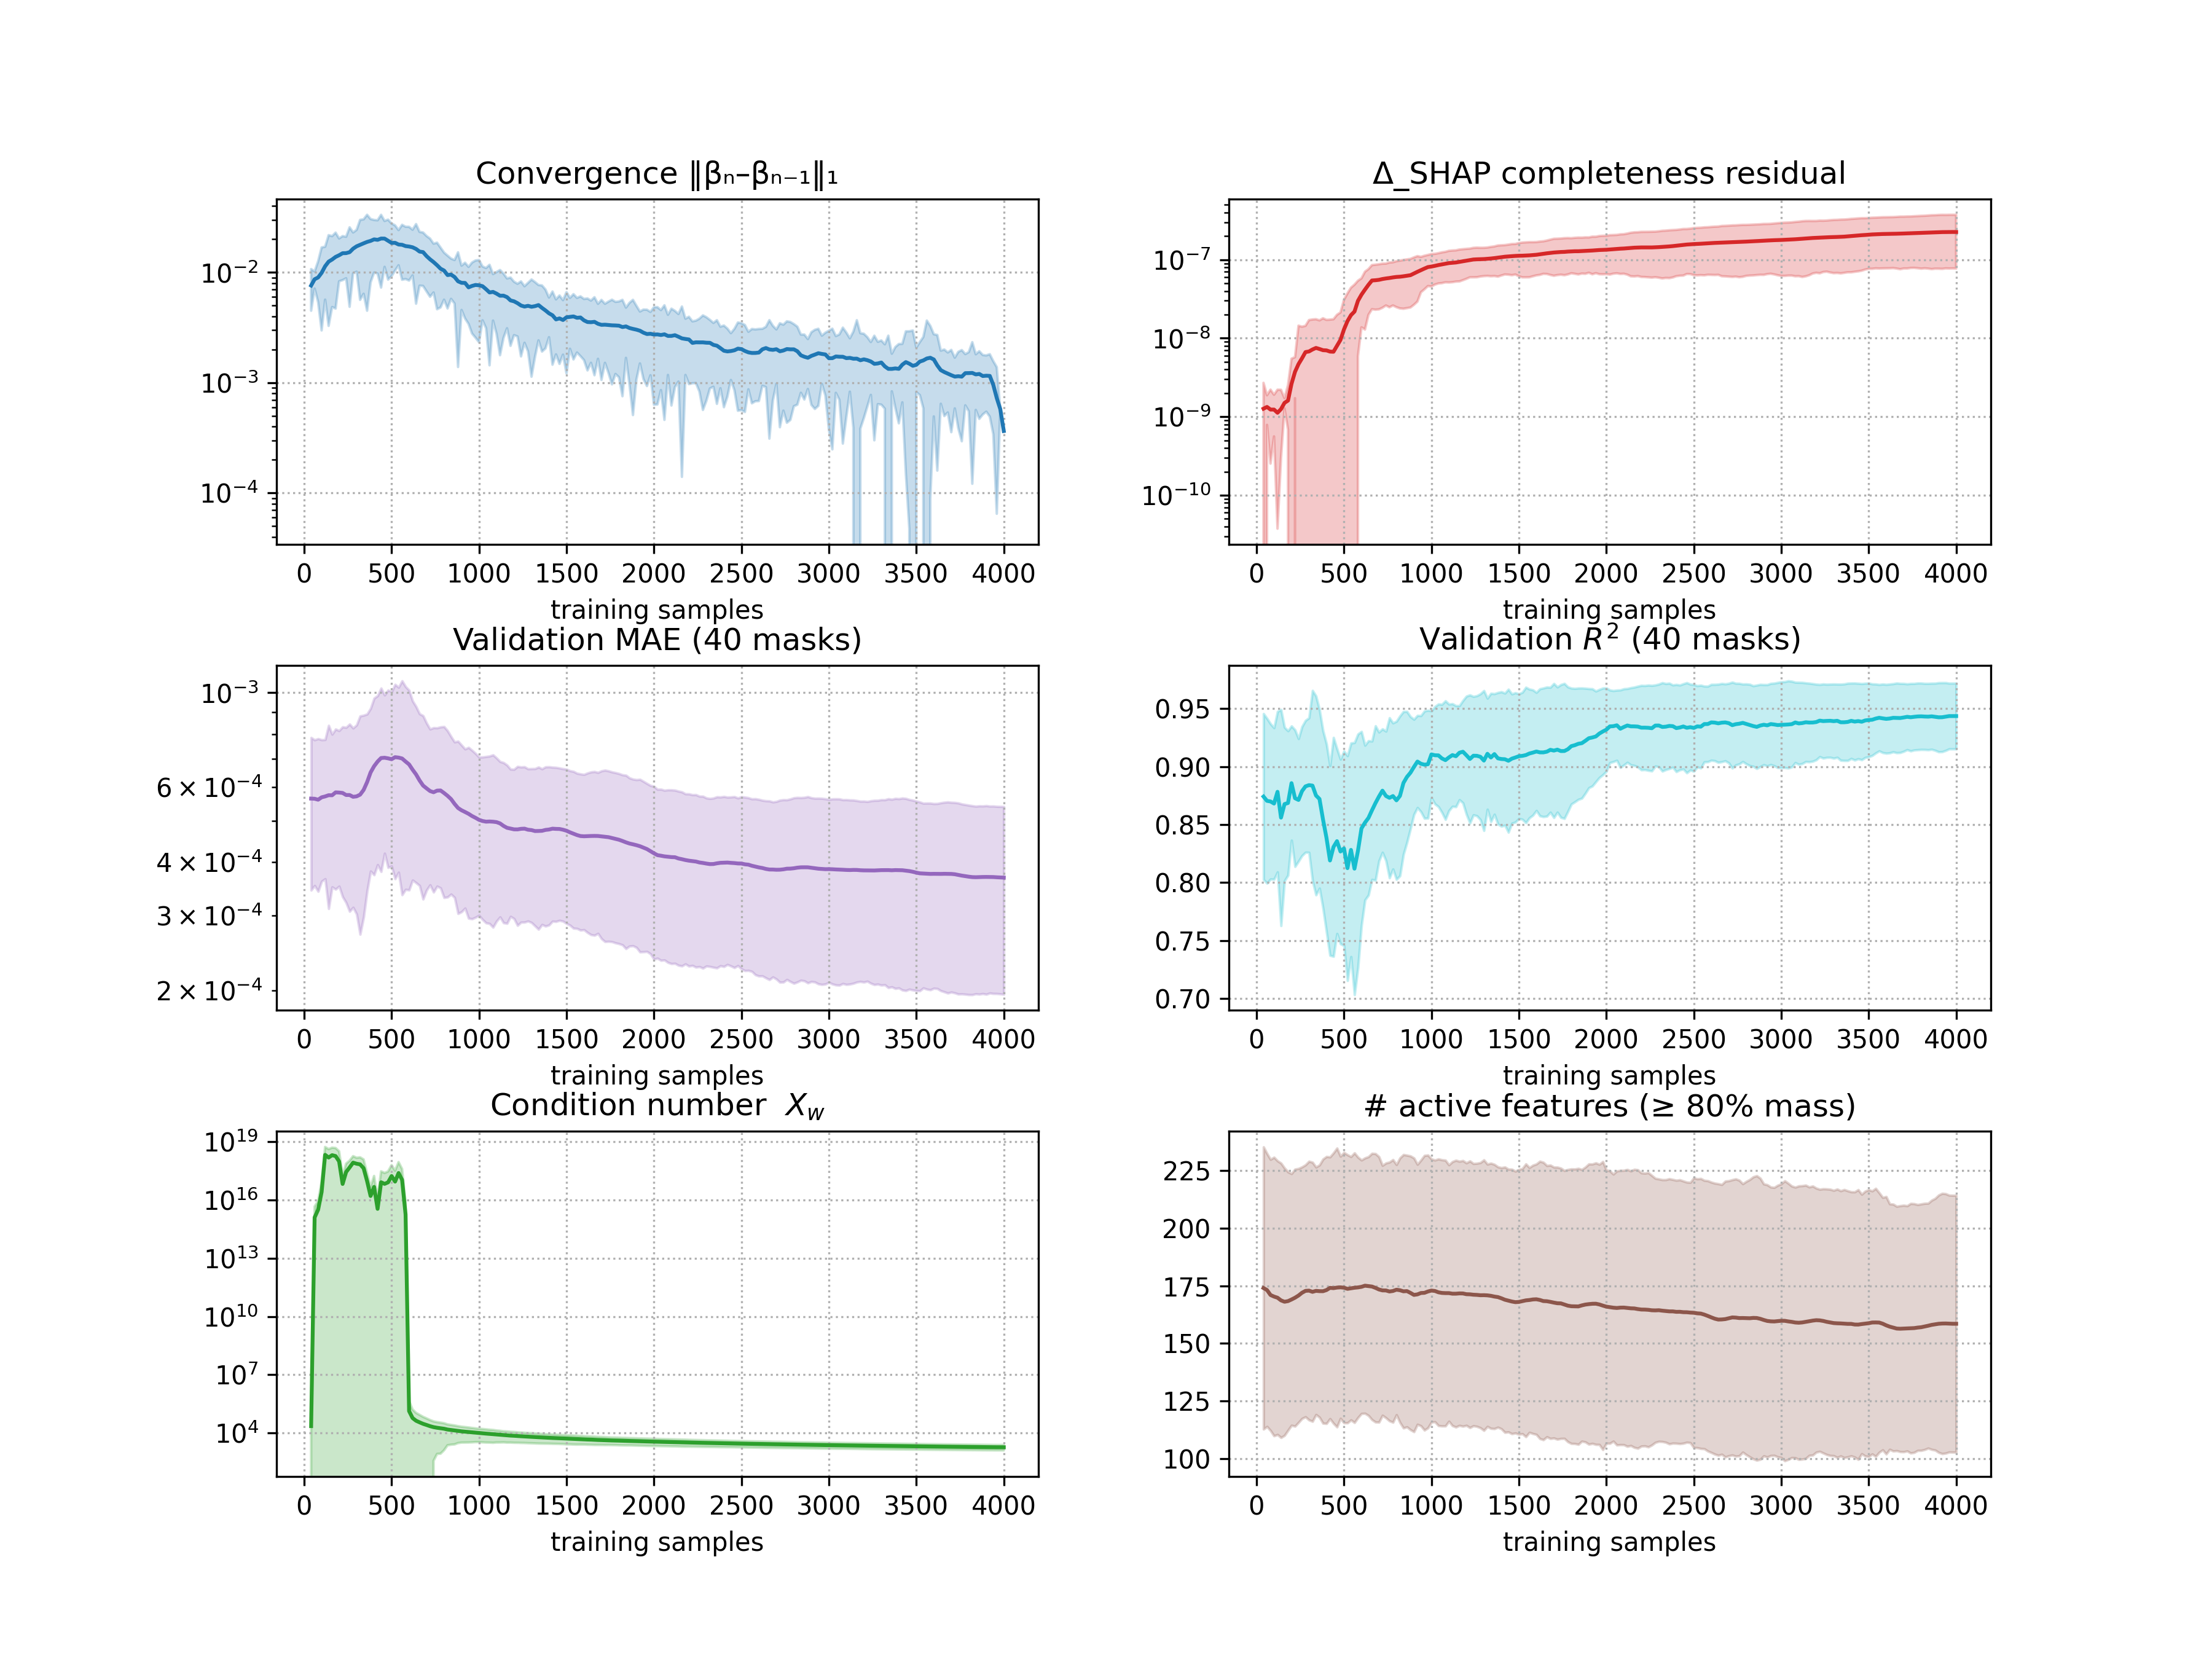 Convergence ‖βₙ–βₙ₋₁‖₁
10⁻²
10⁻³
10⁻⁴
0 500 1000 1500 2000 2500 3000 3500 4000
training samples
Δ_SHAP completeness residual
10⁻⁷
10⁻⁸
10⁻⁹
10⁻¹⁰
0 500 1000 1500 2000 2500 3000 3500 4000
training samples
Validation MAE (40 masks)
10⁻³
6 × 10⁻⁴
4 × 10⁻⁴
3 × 10⁻⁴
2 × 10⁻⁴
0 500 1000 1500 2000 2500 3000 3500 4000
training samples
Validation R² (40 masks)
0.95
0.90
0.85
0.80
0.75
0.70
0 500 1000 1500 2000 2500 3000 3500 4000
training samples
Condition number X_w
10¹⁹
10¹⁶
10¹³
10¹⁰
10⁷
10⁴
0 500 1000 1500 2000 2500 3000 3500 4000
training samples
# active features (≥ 80% mass)
225
200
175
150
125
100
0 500 1000 1500 2000 2500 3000 3500 4000
training samples